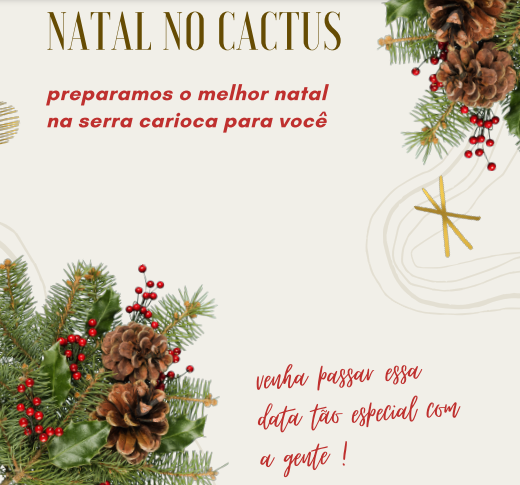 NATAL NO CACTUS
preparamos o melhor natal
na serra carioca para você
venha passar essa
data tão especial com
a gente !